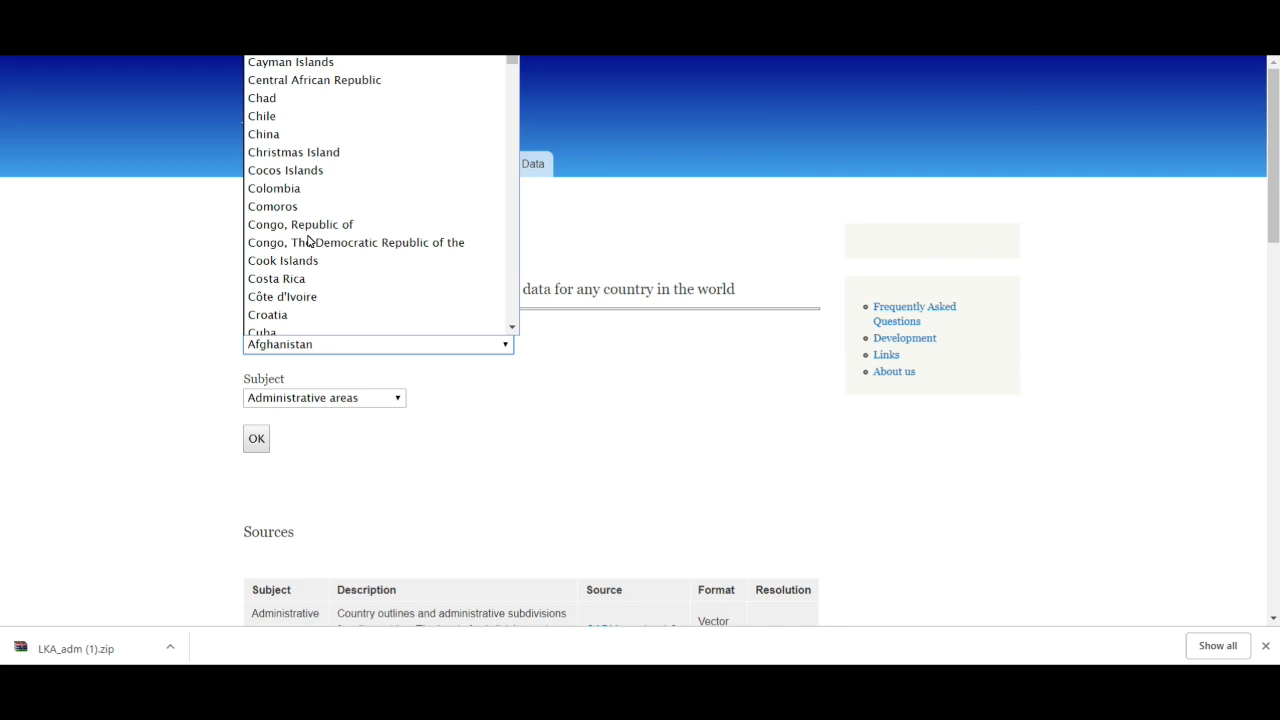 Cayman Islands
Central African Republic
Chad
Chile
China
Christmas Island
Cocos Islands
Colombia
Comoros
Congo, Republic of
Congo, The Democratic Republic of the
Cook Islands
Costa Rica
Côte d'Ivoire
Croatia
Cuba
Data
data for any country in the world
Afghanistan
Subject
Administrative areas
OK
Frequently Asked
Questions
Development
Links
About us
Sources
Subject Description Source Format Resolution
Administrative Country outlines and administrative subdivisions
Vector
LKA_adm (1).zip
Show all